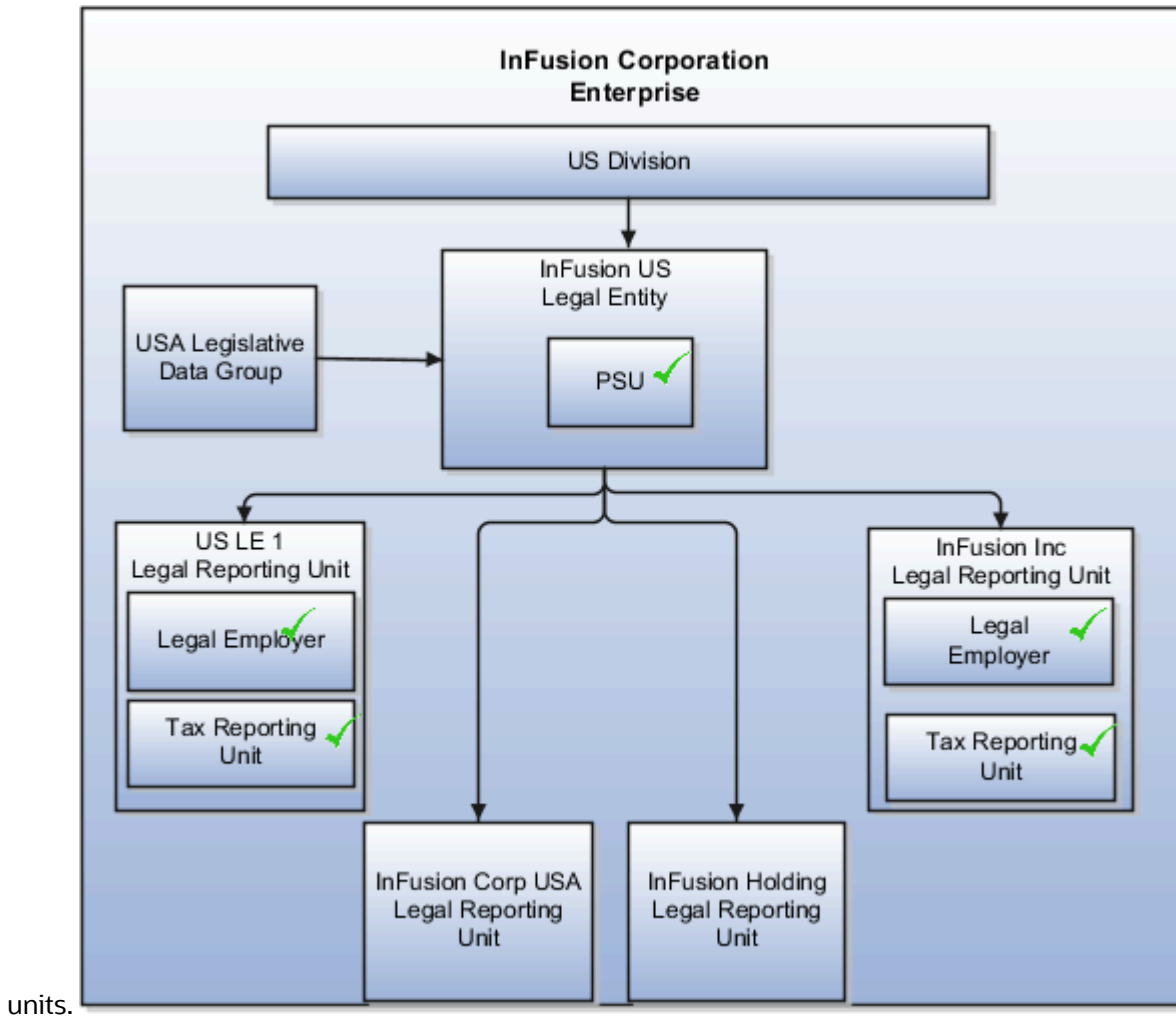 InFusion Corporation
Enterprise
US Division
InFusion US
Legal Entity
PSU
USA Legislative
Data Group
US LE 1
Legal Reporting Unit
Legal Employer
Tax Reporting
Unit
InFusion Inc
Legal Reporting Unit
Legal
Employer
Tax Reporting
Unit
InFusion Corp USA
Legal Reporting
Unit
InFusion Holding
Legal Reporting
Unit
units.